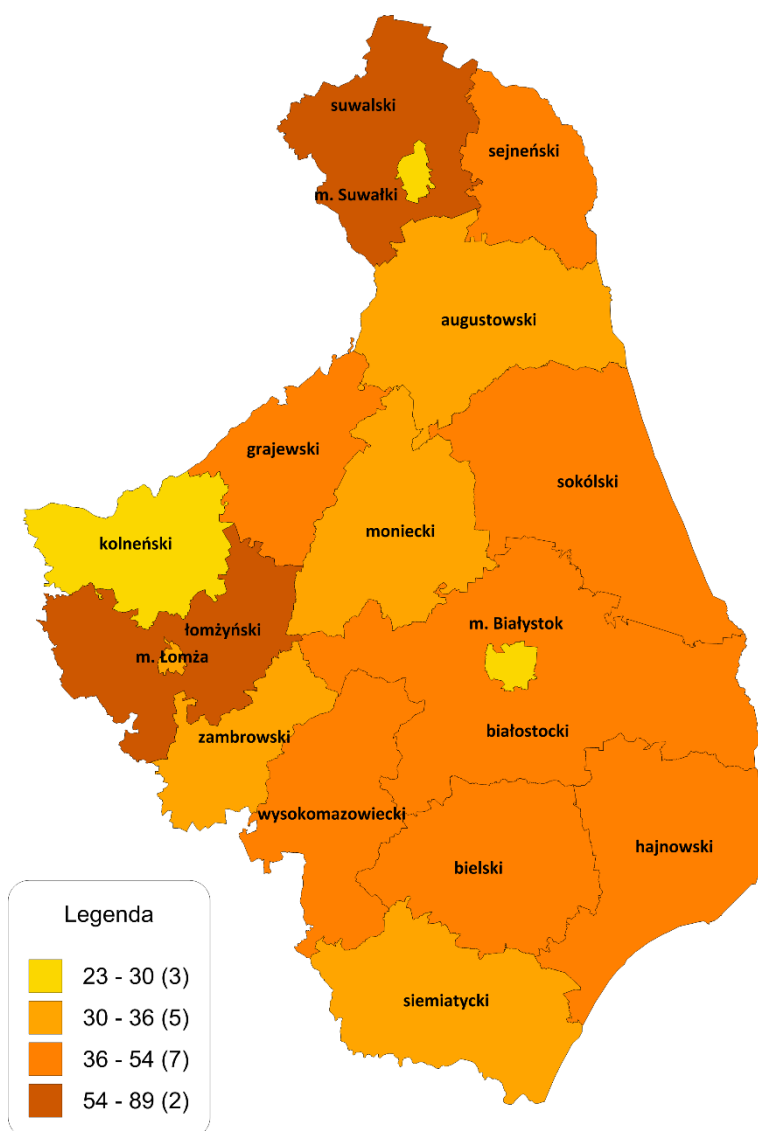 suwalski
sejneński
m. Suwałki
augustowski
grajewski
sokólski
moniecki
kolneński
łomżyński
m. Białystok
m. Łomża
białostocki
zambrowski
wysokomazowiecki
hajnowski
bielski
siemiatycki
Legenda
23 - 30 (3)
30 - 36 (5)
36 - 54 (7)
54 - 89 (2)